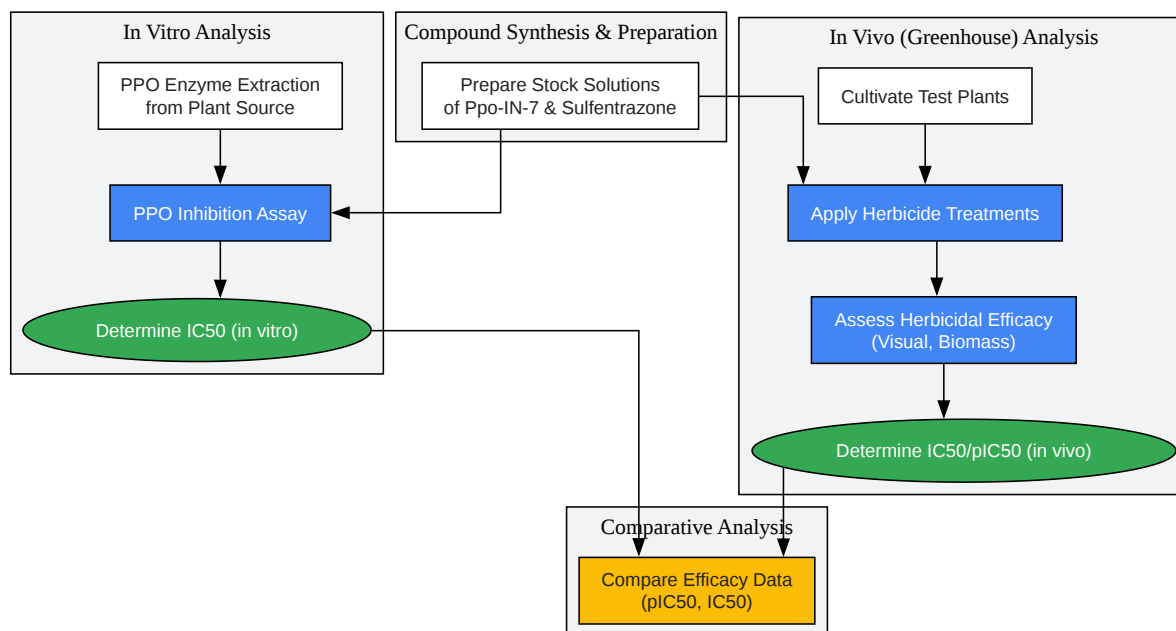 In Vitro Analysis
PPO Enzyme Extraction
from Plant Source
PPO Inhibition Assay
Determine IC50 (in vitro)
Compound Synthesis & Preparation
Prepare Stock Solutions
of Ppo-IN-7 & Sulfentrazone
In Vivo (Greenhouse) Analysis
Cultivate Test Plants
Apply Herbicide Treatments
Assess Herbicidal Efficacy
(Visual, Biomass)
Determine IC50/pIC50 (in vivo)
Comparative Analysis
Compare Efficacy Data
(pIC50, IC50)